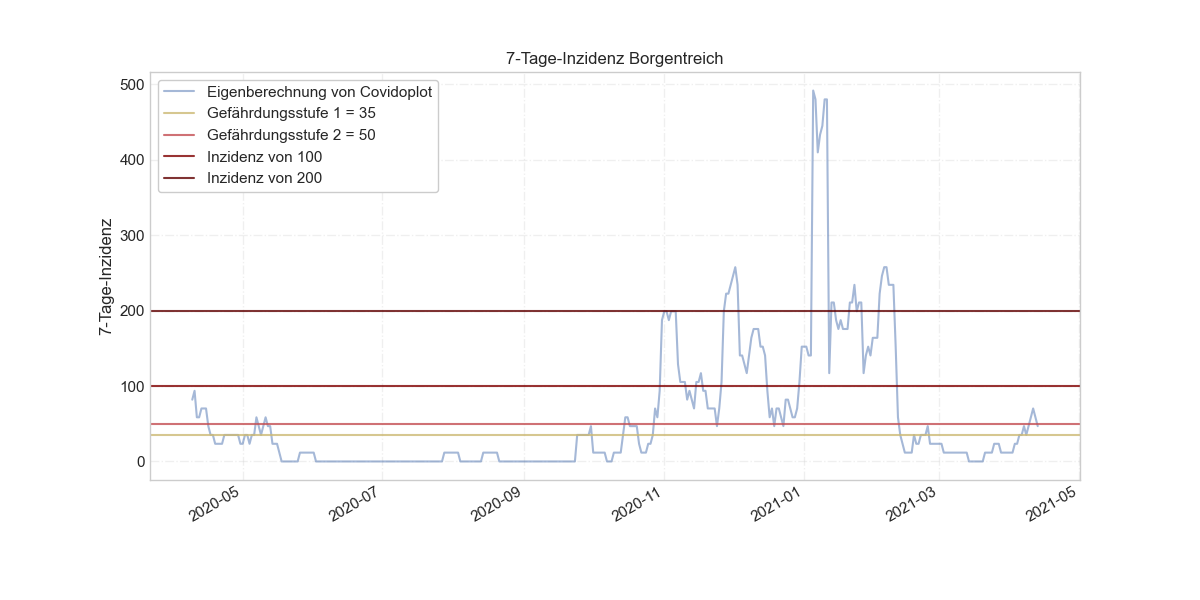 7-Tage-Inzidenz Borgentreich
Eigenberechnung von Covidoplot
Gefährdungsstufe 1 = 35
Gefährdungsstufe 2 = 50
Inzidenz von 100
Inzidenz von 200
7-Tage-Inzidenz
500
400
300
200
100
0
2020-05
2020-07
2020-09
2020-11
2021-01
2021-03
2021-05